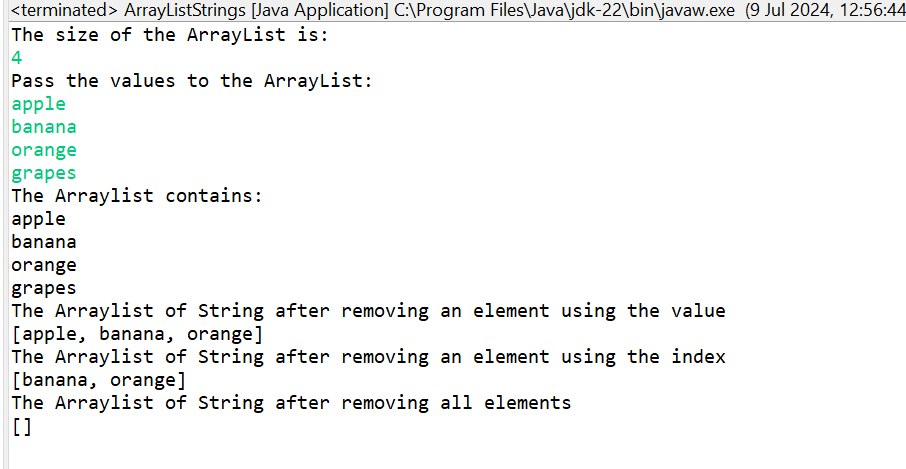 <terminated> ArrayListStrings [Java Application] C:\Program Files\Java\jdk-22\bin\javaw.exe (9 Jul 2024, 12:56:44
The size of the ArrayList is:
4
Pass the values to the ArrayList:
apple
banana
orange
grapes
The Arraylist contains:
apple
banana
orange
grapes
The Arraylist of String after removing an element using the value
[apple, banana, orange]
The Arraylist of String after removing an element using the index
[banana, orange]
The Arraylist of String after removing all elements
[]